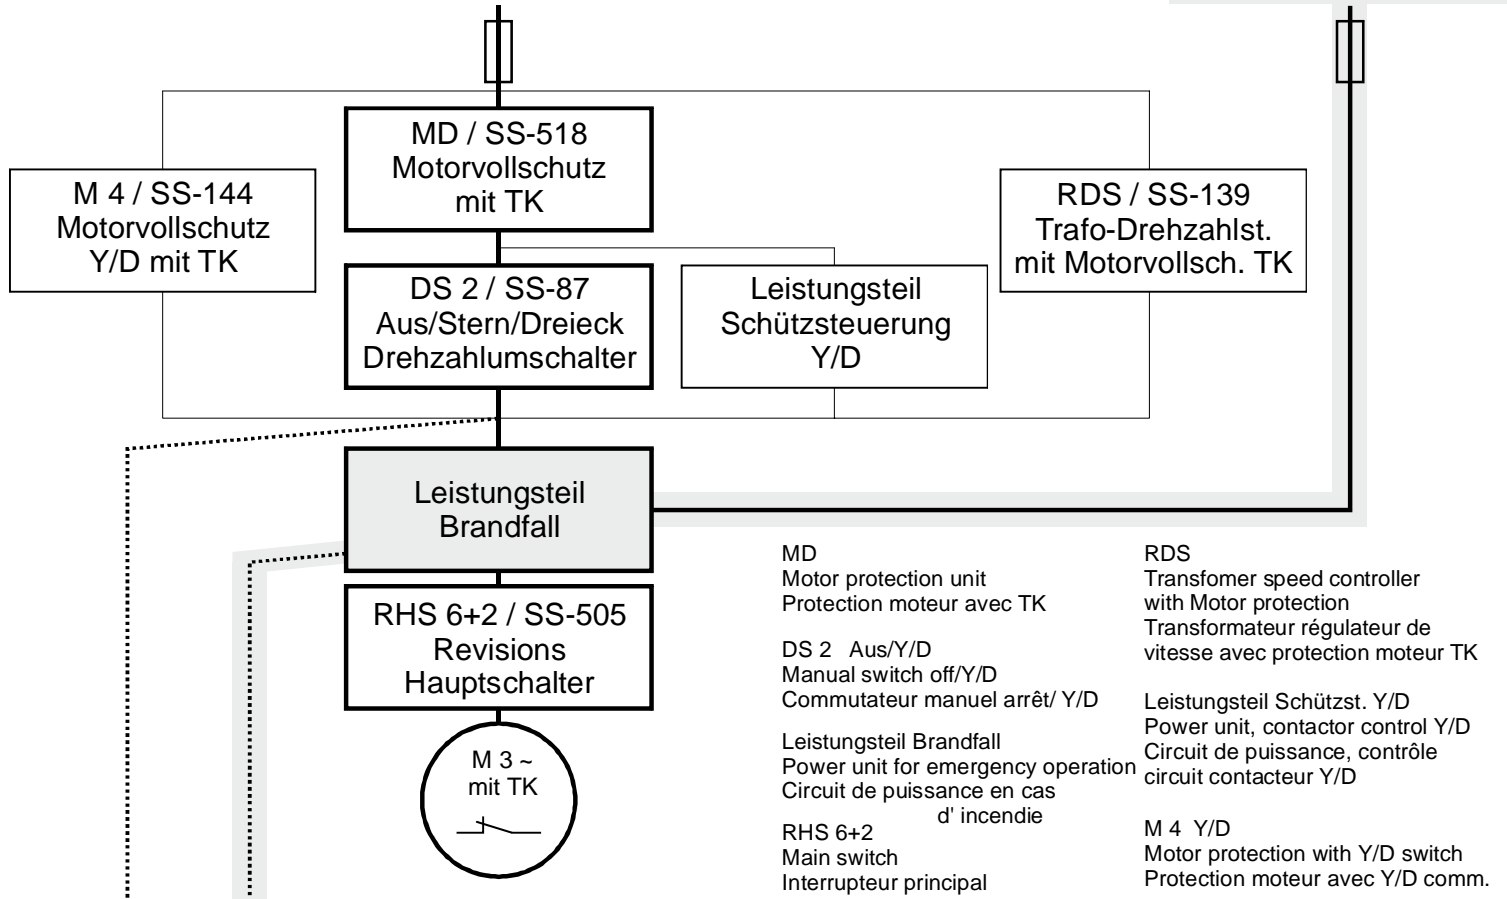 MD / SS-518
Motorvollschutz
mit TK
M 4 / SS-144
Motorvollschutz
Y/D mit TK
RDS / SS-139
Trafo-Drehzahlst.
mit Motorvollsch. TK
DS 2 / SS-87
Aus/Stern/Dreieck
Drehzahlumschalter
Leistungsteil
Schützsteuerung
Y/D
Leistungsteil
Brandfall
RHS 6+2 / SS-505
Revisions
Hauptschalter
M 3 ~
mit TK
MD
Motor protection unit
Protection moteur avec TK
DS 2 Aus/Y/D
Manual switch off/Y/D
Commutateur manuel arrêt/ Y/D
Leistungsteil Brandfall
Power unit for emergency operation
Circuit de puissance en cas
d' incendie
RHS 6+2
Main switch
Interrupteur principal
RDS
Transfomer speed controller
with Motor protection
Transformateur régulateur de
vitesse avec protection moteur TK
Leistungsteil Schützst. Y/D
Power unit, contactor control Y/D
Circuit de puissance, contrôle
circuit contacteur Y/D
M 4 Y/D
Motor protection with Y/D switch
Protection moteur avec Y/D comm.